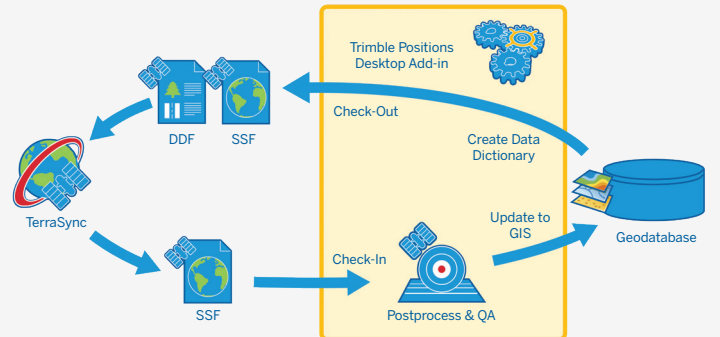 Trimble Positions
Desktop Add-in
Check-Out
DDF
SSF
Create Data
Dictionary
TerraSync
Update to
GIS
Geodatabase
Check-In
SSF
Postprocess & QA